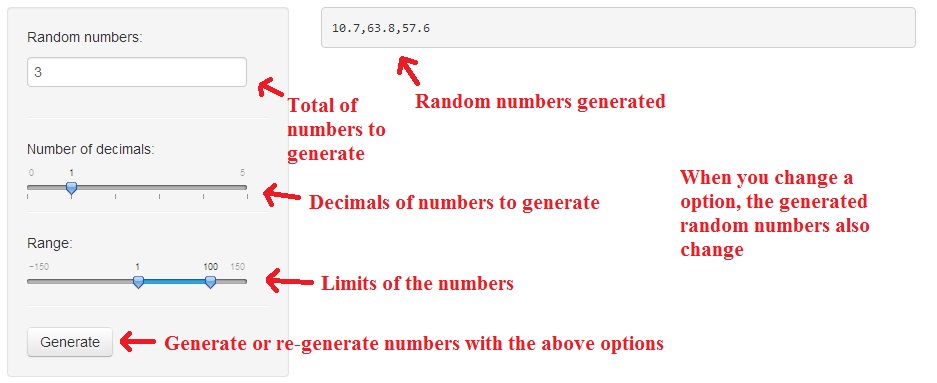 Random numbers:
3
10.7,63.8,57.6
Random numbers generated
Total of
numbers to
generate
Number of decimals:
0 1 5
Decimals of numbers to generate
When you change a
option, the generated
random numbers also
change
Range:
−150 1 100 150
Limits of the numbers
Generate
Generate or re-generate numbers with the above options